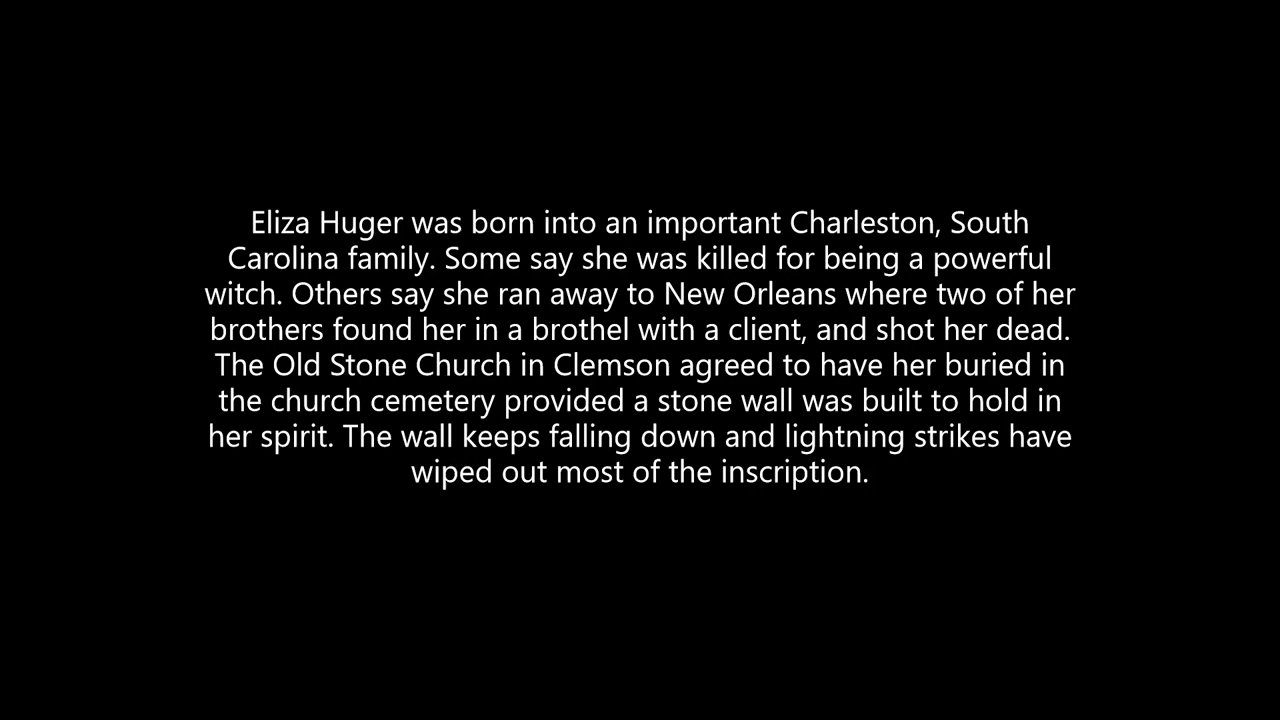 Eliza Huger was born into an important Charleston, South
Carolina family. Some say she was killed for being a powerful
witch. Others say she ran away to New Orleans where two of her
brothers found her in a brothel with a client, and shot her dead.
The Old Stone Church in Clemson agreed to have her buried in
the church cemetery provided a stone wall was built to hold in
her spirit. The wall keeps falling down and lightning strikes have
wiped out most of the inscription.